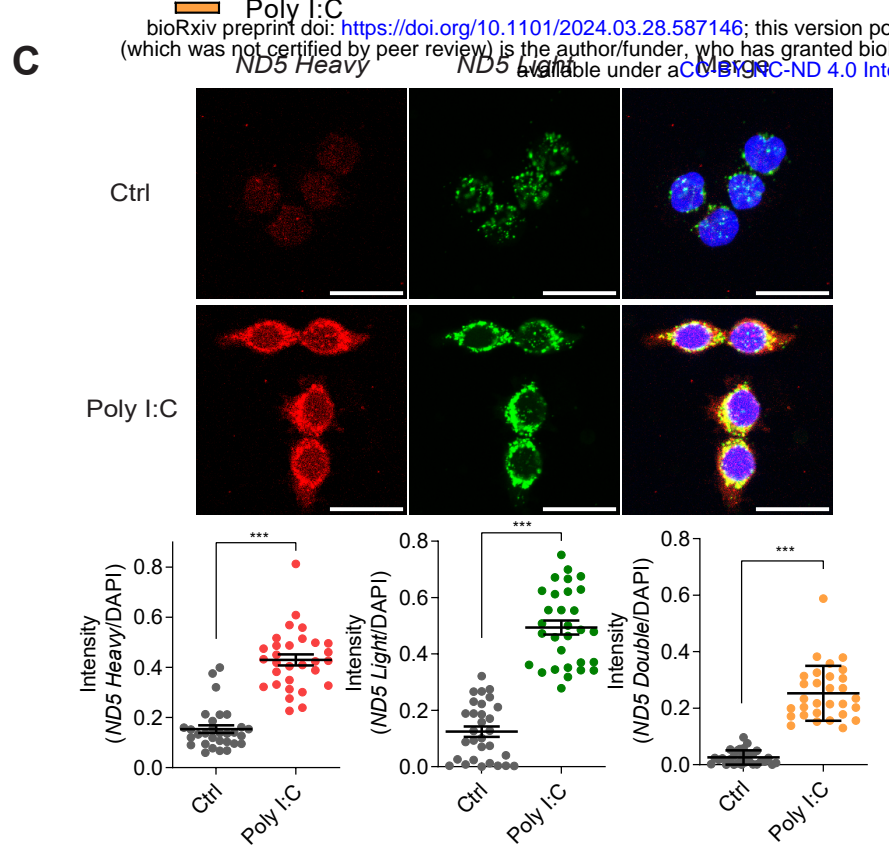 Poly I:C
bioRxiv preprint doi: https://doi.org/10.1101/2024.03.28.587146; this version po
(which was not certified by peer review) is the author/funder, who has granted bio
available under aCC-BY-NC-ND 4.0 Inte
C
ND5 Heavy ND5 Light Merge
Ctrl
Poly I:C
*** *** ***
Intensity
(ND5 Heavy/DAPI)
0.8
0.6
0.4
0.2
0.0
Ctrl
Poly I:C
Intensity
(ND5 Light/DAPI)
0.8
0.6
0.4
0.2
0.0
Ctrl
Poly I:C
Intensity
(ND5 Double/DAPI)
0.8
0.6
0.4
0.2
0.0
Ctrl
Poly I:C